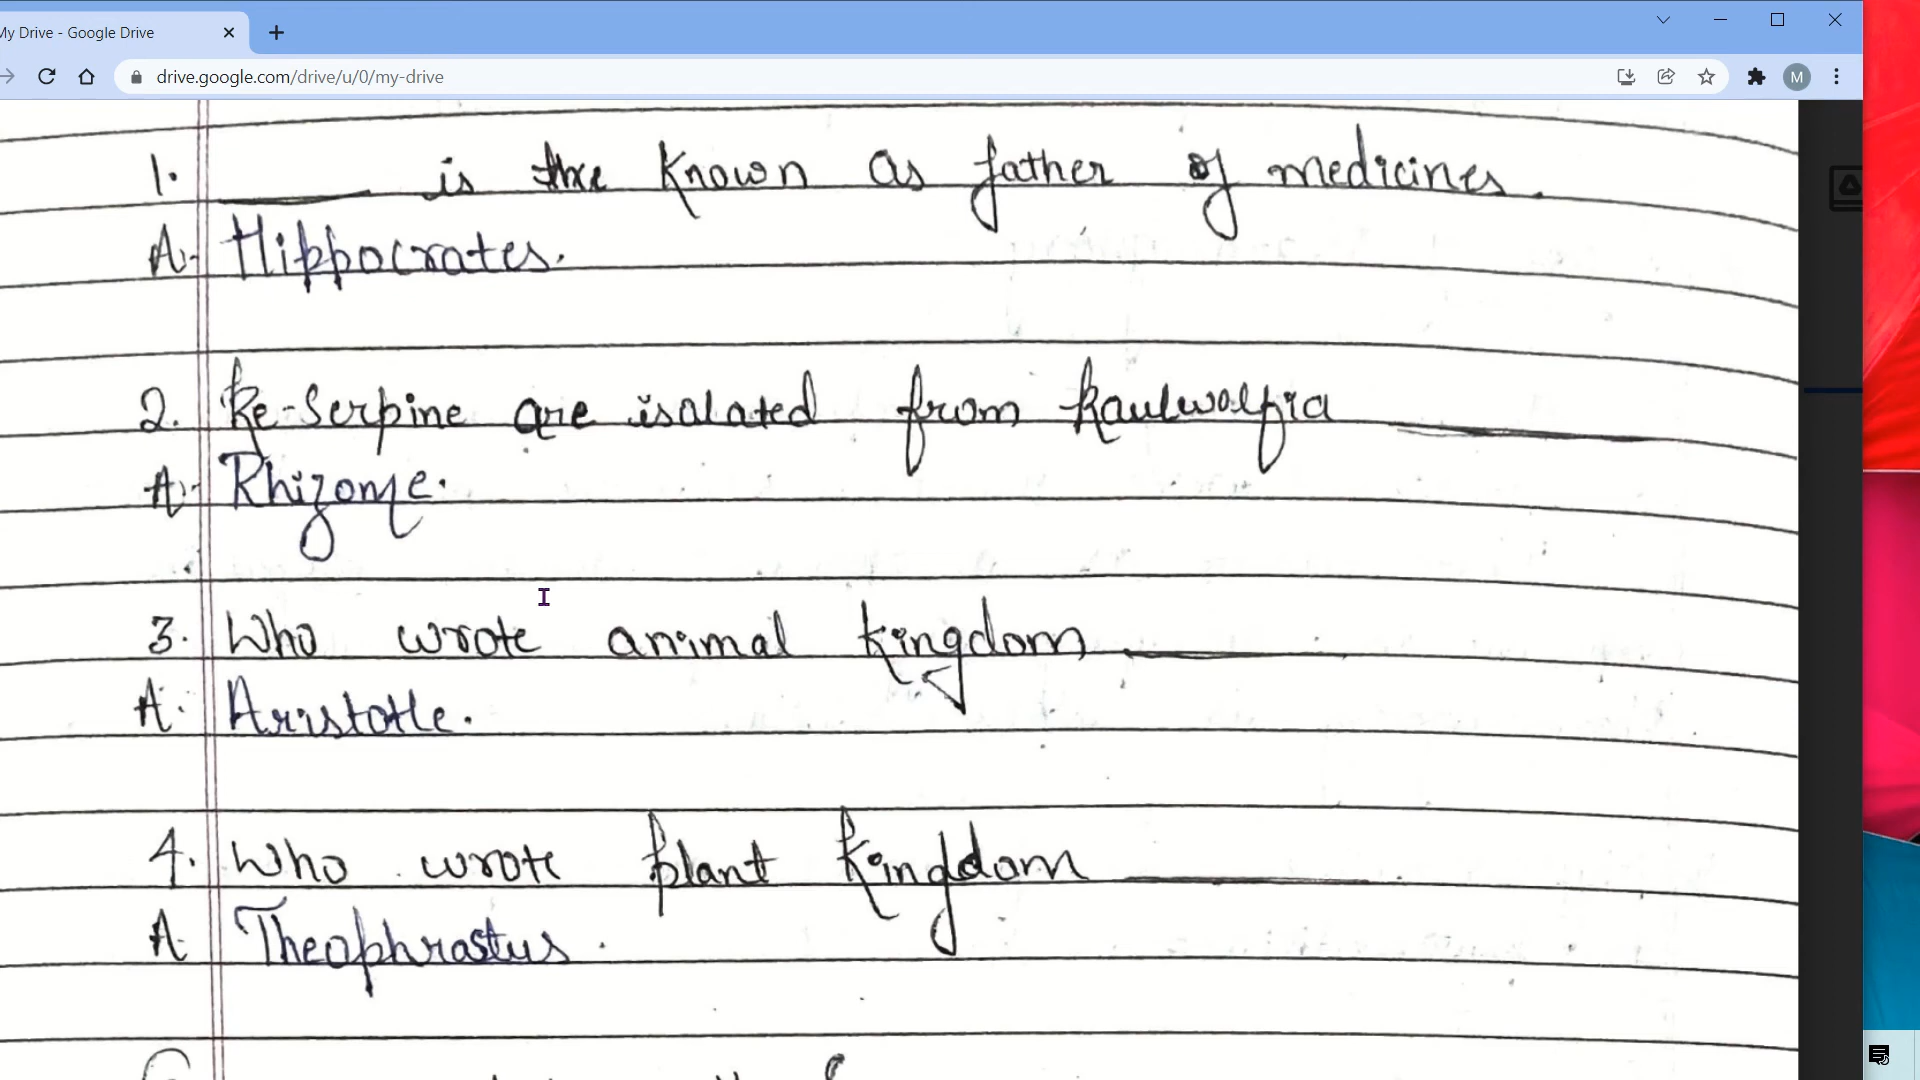 My Drive - Google Drive
drive.google.com/drive/u/0/my-drive
M
1. ______ is the known as father of medicines.
A. Hippocrates.
2. Re-Serpine are isalated from Raulwolfia ______
A. Rhizome.
3. Who wrote animal kingdom ______
A. Aristotle.
4. Who wrote plant kingdom ______.
A. Theophrastus.